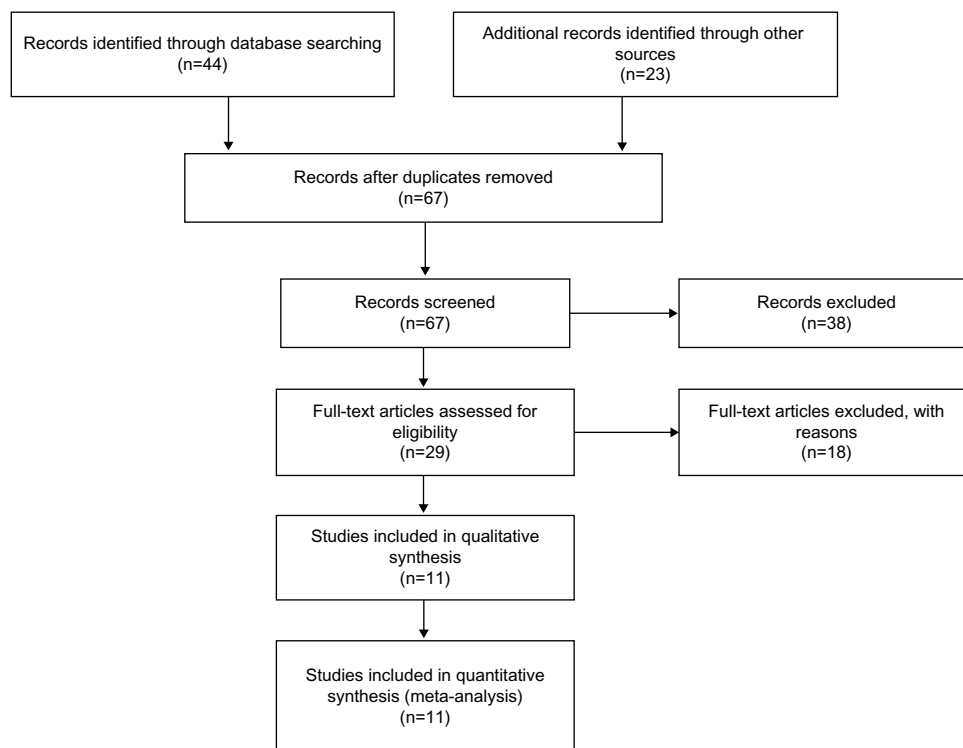 Records identified through database searching
(n=44)
Additional records identified through other
sources
(n=23)
Records after duplicates removed
(n=67)
Records screened
(n=67)
Records excluded
(n=38)
Full-text articles assessed for
eligibility
(n=29)
Full-text articles excluded, with
reasons
(n=18)
Studies included in qualitative
synthesis
(n=11)
Studies included in quantitative
synthesis (meta-analysis)
(n=11)